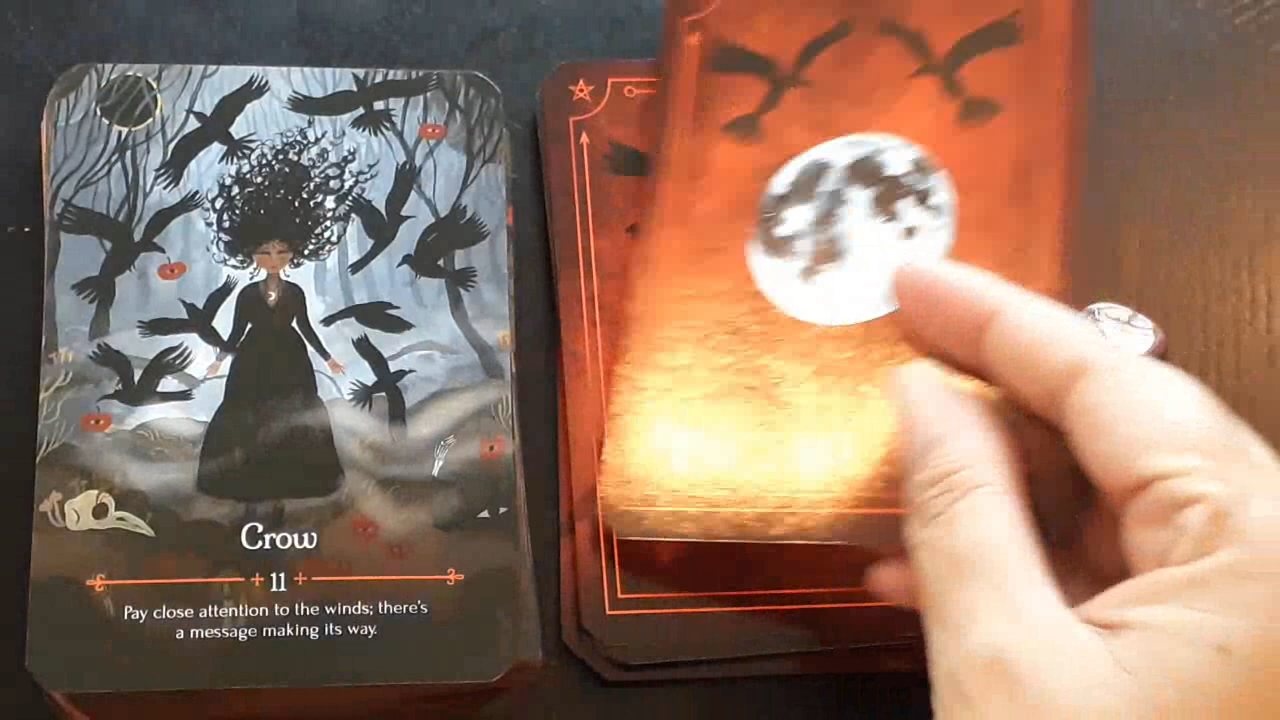 Crow
11
Pay close attention to the winds; there's
a message making its way.